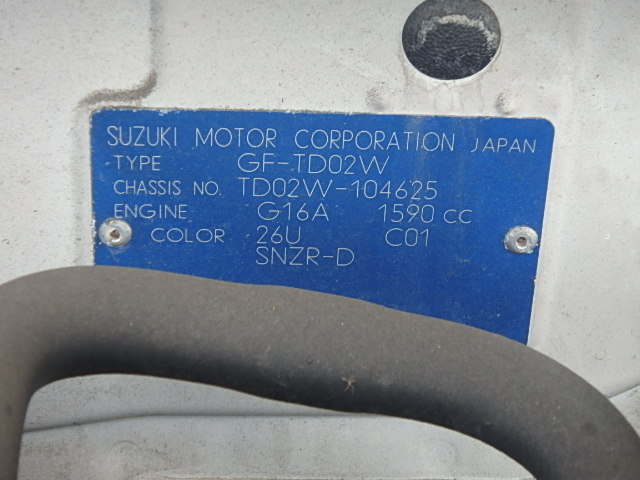 SUZUKI MOTOR CORPORATION JAPAN
TYPE GF-TD02W
CHASSIS NO. TD02W-104625
ENGINE G16A 1590 CC
COLOR 26U C01
SNZR-D